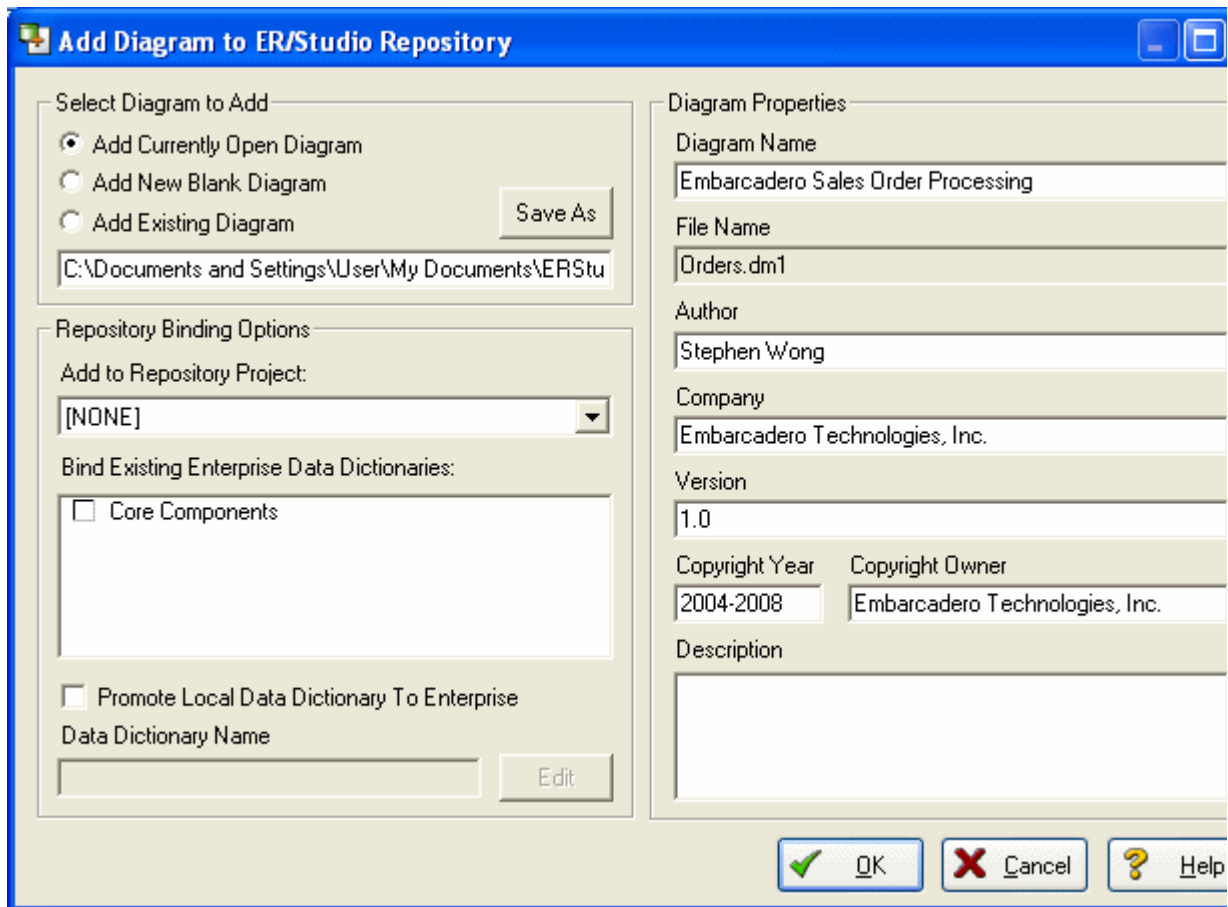 Add Diagram to ER/Studio Repository
Select Diagram to Add
Add Currently Open Diagram
Add New Blank Diagram
Add Existing Diagram
Save As
C:\Documents and Settings\User\My Documents\ERStu
Repository Binding Options
Add to Repository Project:
[NONE]
Bind Existing Enterprise Data Dictionaries:
Core Components
Promote Local Data Dictionary To Enterprise
Data Dictionary Name
Edit
Diagram Properties
Diagram Name
Embarcadero Sales Order Processing
File Name
Orders.dm1
Author
Stephen Wong
Company
Embarcadero Technologies, Inc.
Version
1.0
Copyright Year Copyright Owner
2004-2008 Embarcadero Technologies, Inc.
Description
OK Cancel Help